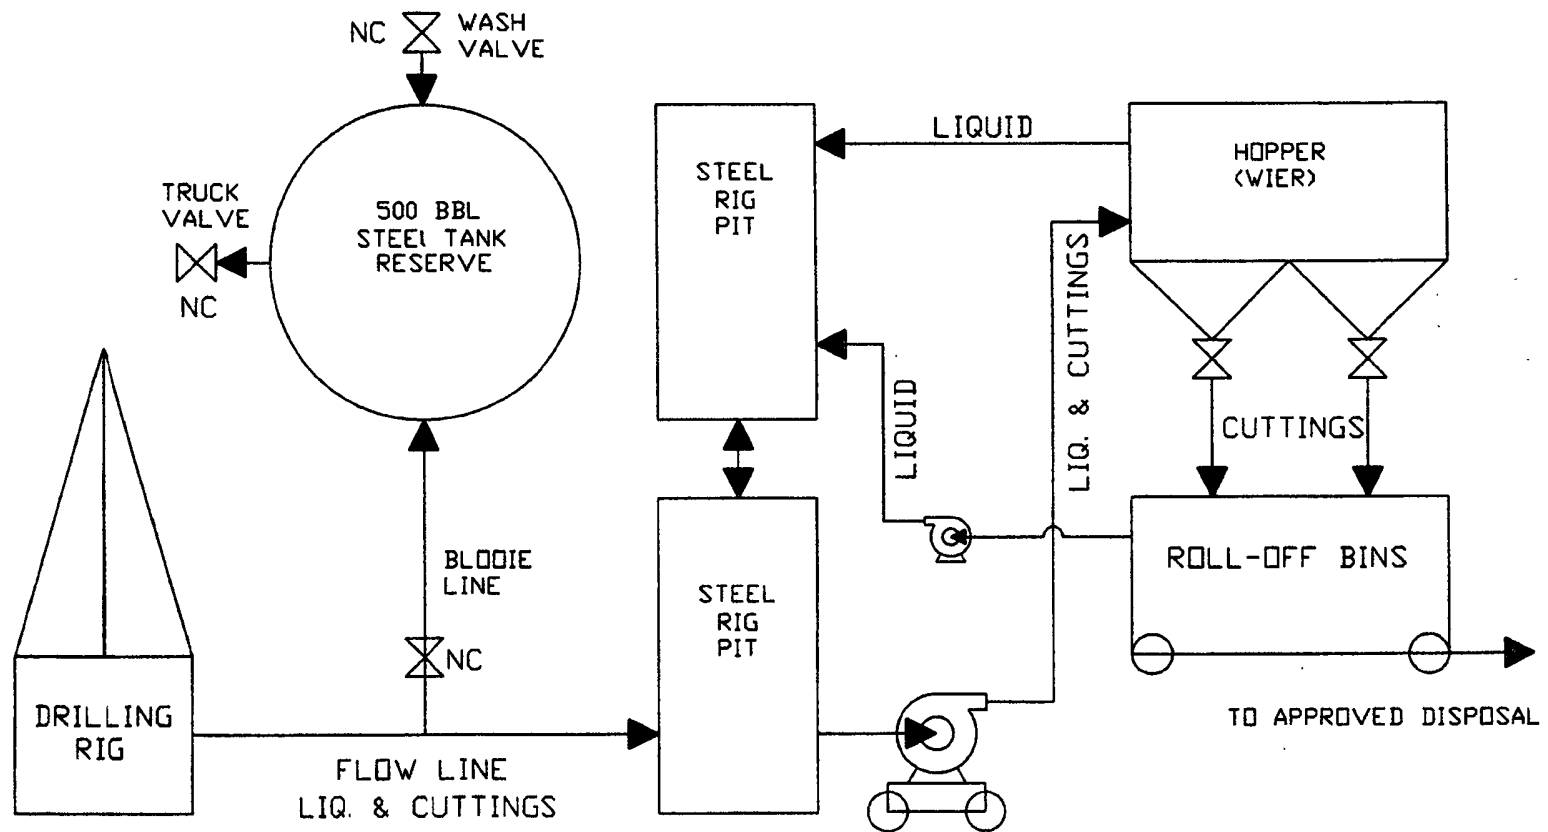 NC
WASH
VALVE
TRUCK
VALVE
NC
500 BBL
STEEL TANK
RESERVE
STEEL
RIG
PIT
LIQUID
HOPPER
(WIER)
LIQ. & CUTTINGS
LIQUID
CUTTINGS
BLOOIE
LINE
NC
STEEL
RIG
PIT
ROLL-OFF BINS
DRILLING
RIG
FLOW LINE
LIQ. & CUTTINGS
TO APPROVED DISPOSAL